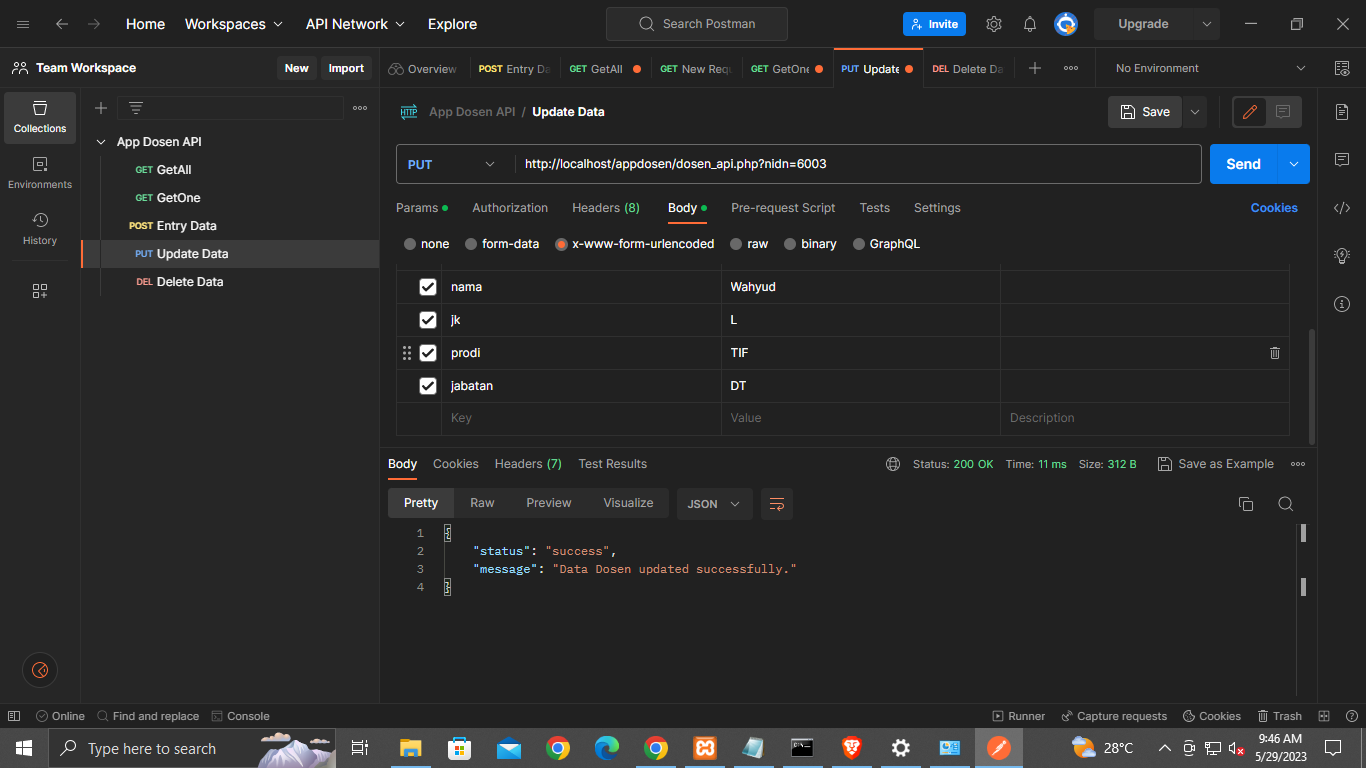 Home Workspaces API Network Explore Search Postman Invite Upgrade
Team Workspace New Import Overview POST Entry Da GET GetAll GET New Requ GET GetOne PUT Update DEL Delete Da No Environment
Collections
Environments
History
App Dosen API
GET GetAll
GET GetOne
POST Entry Data
PUT Update Data
DEL Delete Data
HTTP App Dosen API / Update Data Save
PUT http://localhost/appdosen/dosen_api.php?nidn=6003 Send
Params Authorization Headers (8) Body Pre-request Script Tests Settings Cookies
none form-data x-www-form-urlencoded raw binary GraphQL
nama Wahyud
jk L
prodi TIF
jabatan DT
Key Value Description
Body Cookies Headers (7) Test Results Status: 200 OK Time: 11 ms Size: 312 B Save as Example
Pretty Raw Preview Visualize JSON
1 {
2 "status": "success",
3 "message": "Data Dosen updated successfully."
4 }
Online Find and replace Console Runner Capture requests Cookies Trash
Type here to search 28°C 9:46 AM
5/29/2023